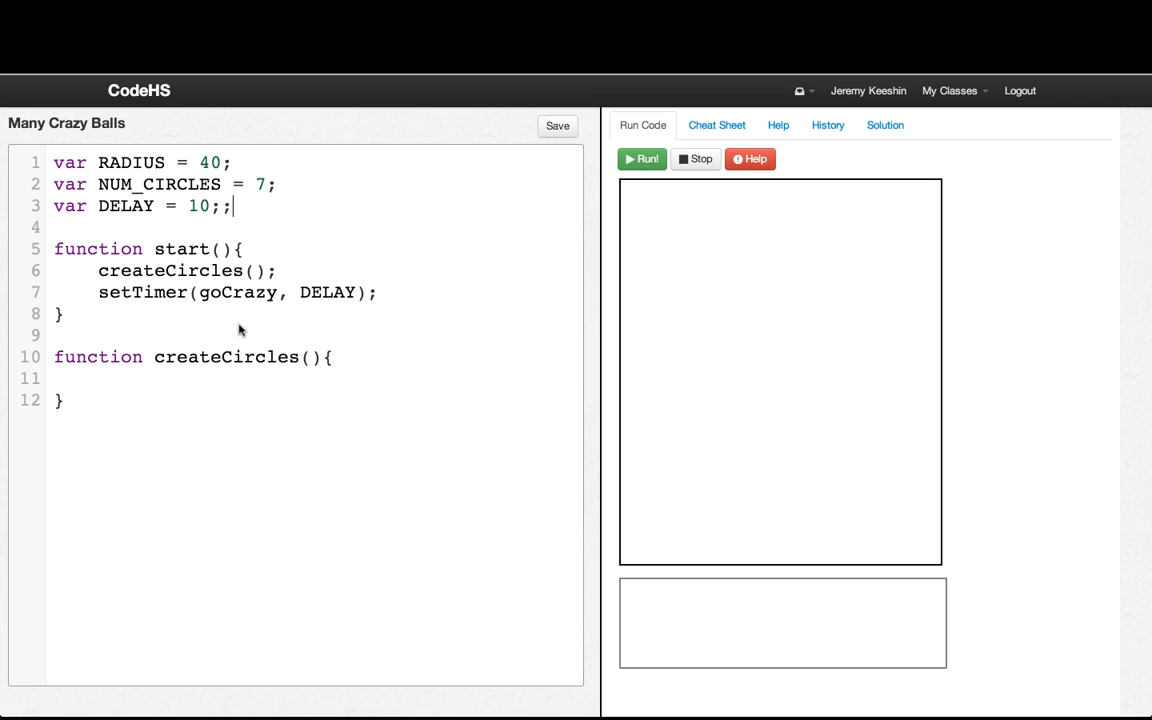 CodeHS
Jeremy Keeshin My Classes Logout
Many Crazy Balls
Save
1 var RADIUS = 40;
2 var NUM_CIRCLES = 7;
3 var DELAY = 10;;
4
5 function start(){
6 createCircles();
7 setTimer(goCrazy, DELAY);
8 }
9
10 function createCircles(){
11
12 }
Run Code Cheat Sheet Help History Solution
Run! Stop Help